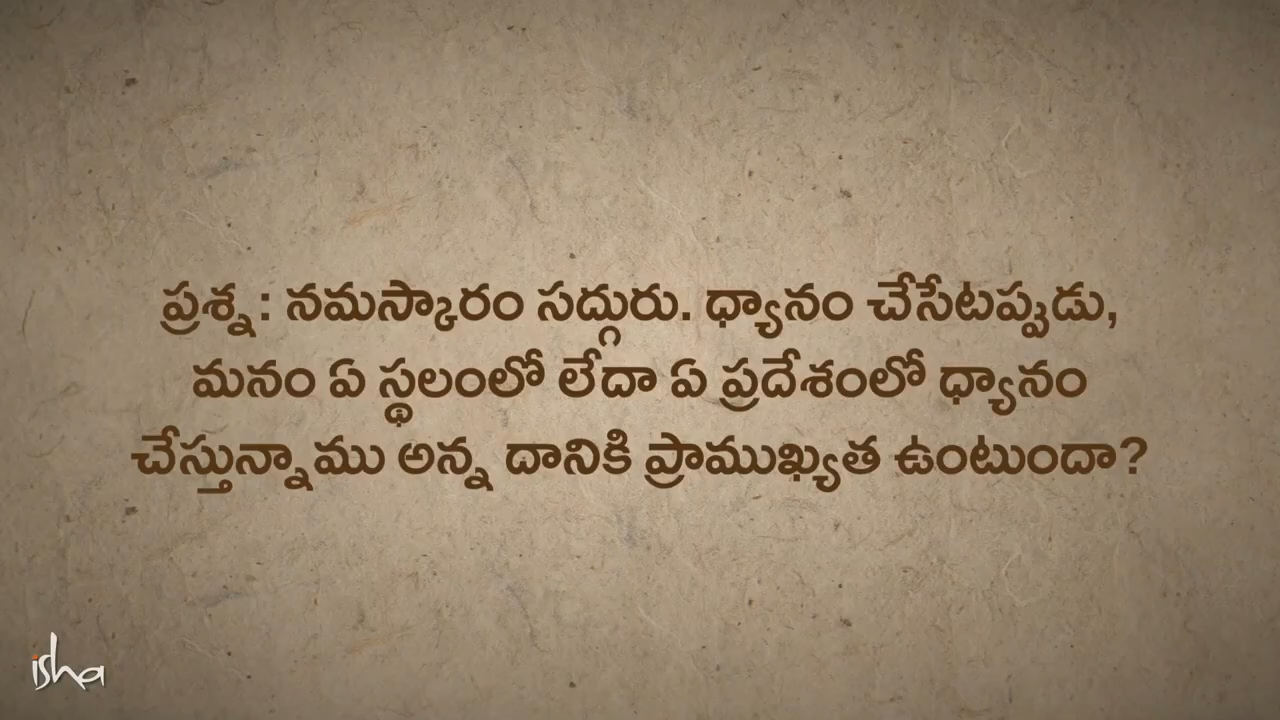 ప్రశ్న: నమస్కారం సద్గురు. ధ్యానం చేసేటప్పుడు,
మనం ఏ స్థలంలో లేదా ఏ ప్రదేశంలో ధ్యానం
చేస్తున్నాము అన్న దానికి ప్రాముఖ్యత ఉంటుందా?
isha